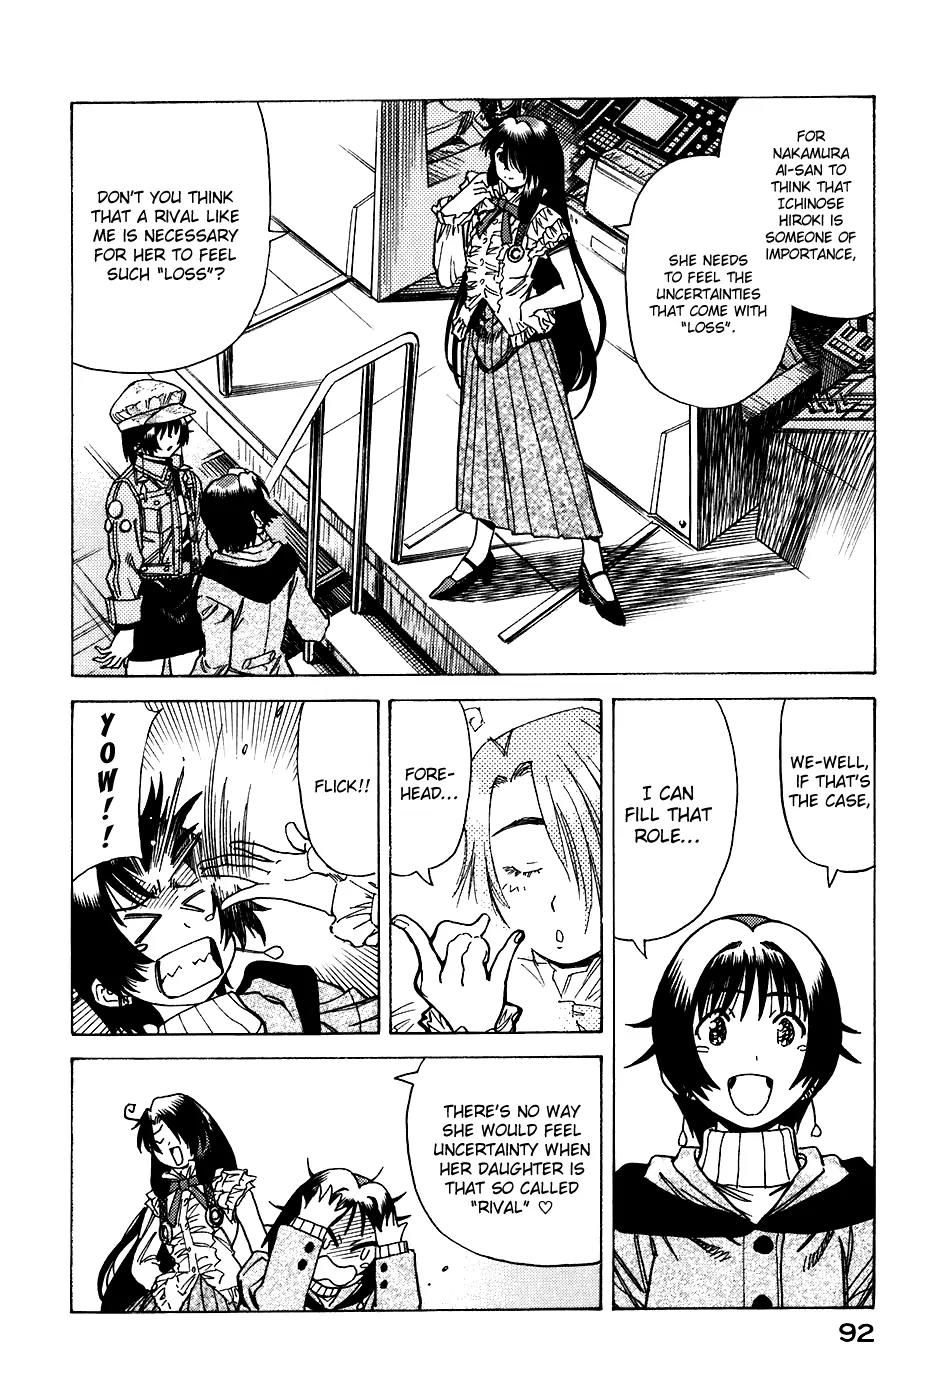 FOR
NAKAMURA
AI-SAN TO
THINK THAT
ICHINOSE
HIROKI IS
SOMEONE OF
IMPORTANCE,
SHE NEEDS
TO FEEL THE
UNCERTAINTIES
THAT COME WITH
"LOSS".
DON'T YOU THINK
THAT A RIVAL LIKE
ME IS NECESSARY
FOR HER TO FEEL
SUCH "LOSS"?
WE-WELL,
IF THAT'S
THE CASE,
I CAN
FILL THAT
ROLE...
FORE-
HEAD...
FLICK!!
YOW!!
THERE'S NO WAY
SHE WOULD FEEL
UNCERTAINTY WHEN
HER DAUGHTER IS
THAT SO CALLED
"RIVAL" ♡
92